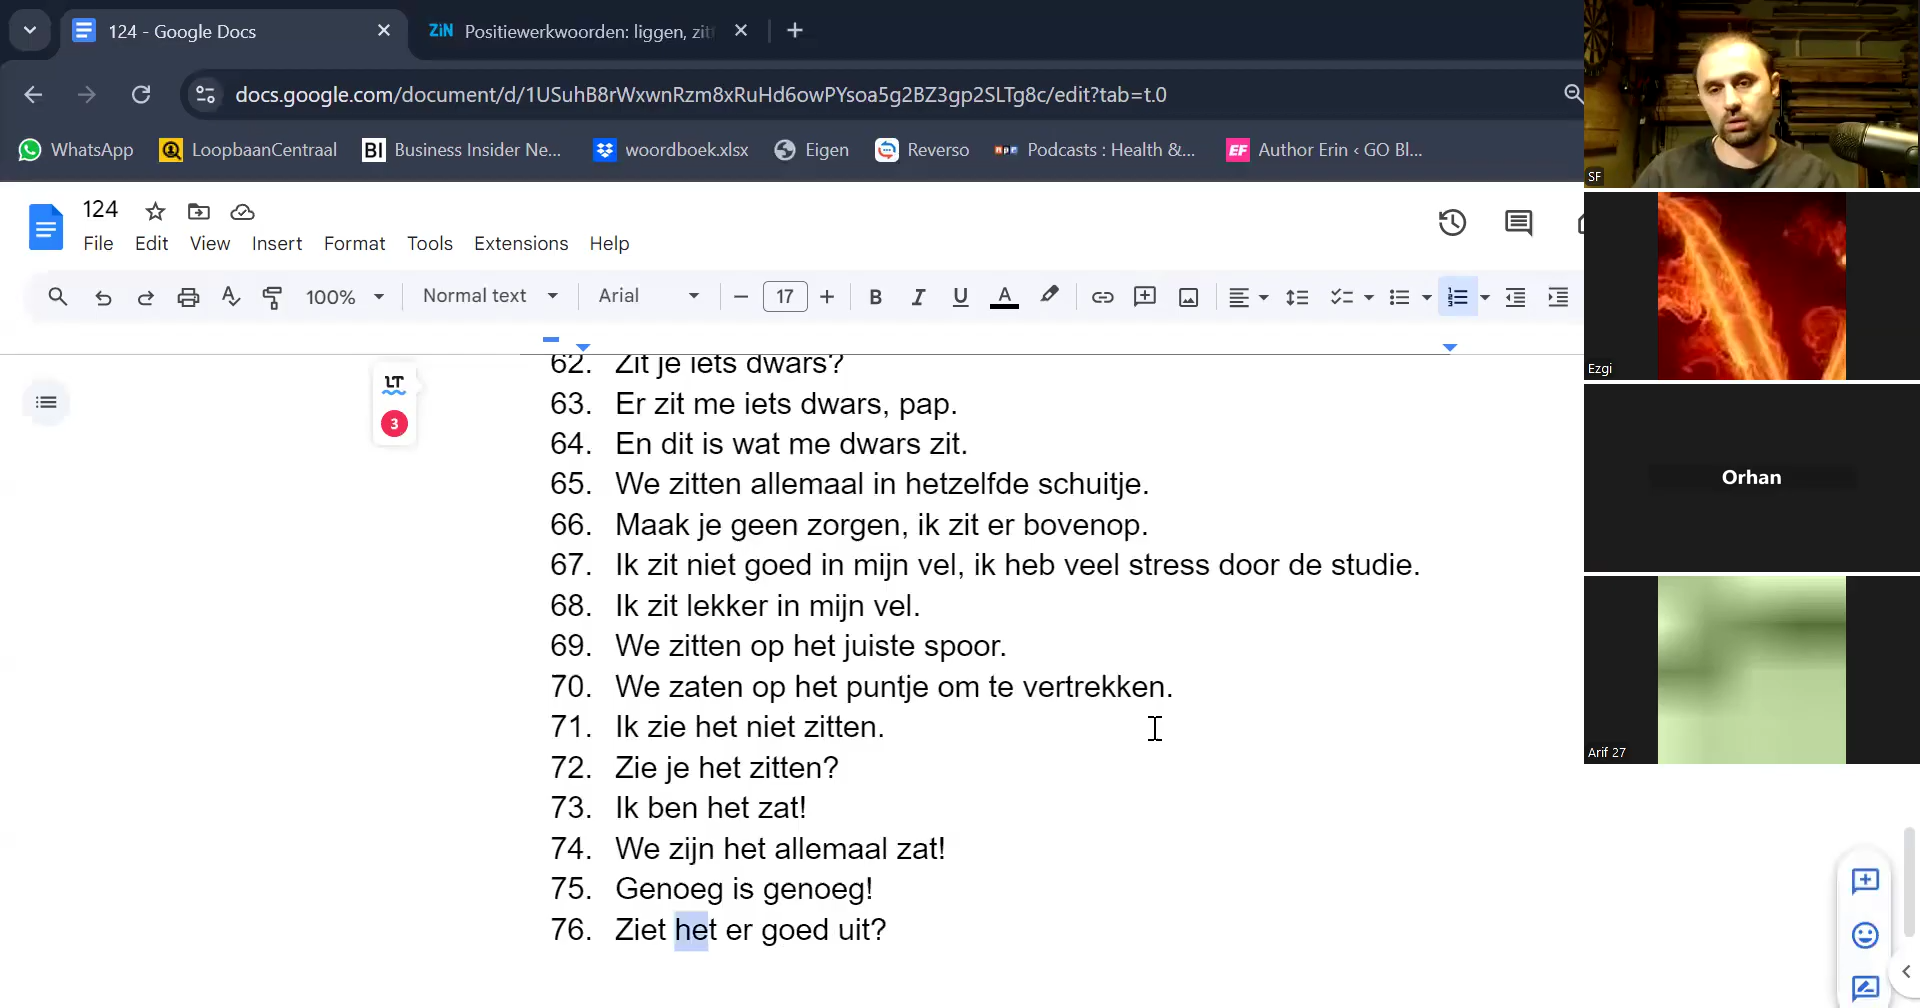 124 - Google Docs
ZiN Positiewerkwoorden: liggen, zit
docs.google.com/document/d/1USuhB8rWxwnRzm8xRuHd6owPYsoa5g2BZ3gp2SLTg8c/edit?tab=t.0
WhatsApp LoopbaanCentraal BI Business Insider Ne... woordboek.xlsx Eigen Reverso npr Podcasts : Health &... EF Author Erin ‹ GO Bl...
124
File Edit View Insert Format Tools Extensions Help
100% Normal text Arial 17 B I U A
LT
3
62. Zit je iets dwars?
63. Er zit me iets dwars, pap.
64. En dit is wat me dwars zit.
65. We zitten allemaal in hetzelfde schuitje.
66. Maak je geen zorgen, ik zit er bovenop.
67. Ik zit niet goed in mijn vel, ik heb veel stress door de studie.
68. Ik zit lekker in mijn vel.
69. We zitten op het juiste spoor.
70. We zaten op het puntje om te vertrekken.
71. Ik zie het niet zitten.
72. Zie je het zitten?
73. Ik ben het zat!
74. We zijn het allemaal zat!
75. Genoeg is genoeg!
76. Ziet het er goed uit?
SF
Ezgi
Orhan
Arif 27